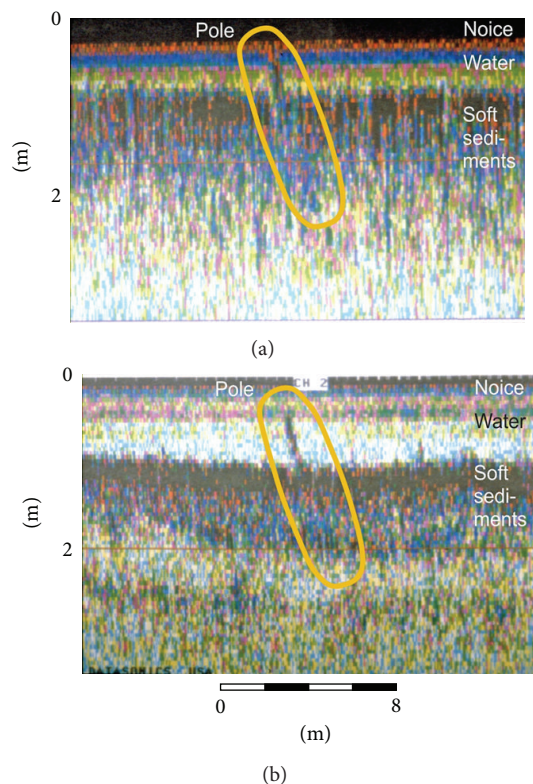 0
Pole
Noice
Water
Soft
sedi-
ments
(m)
2
(a)
0
CH 2
Pole
Noice
Water
Soft
sedi-
ments
(m)
2
DATASONICS USA
0
8
(m)
(b)